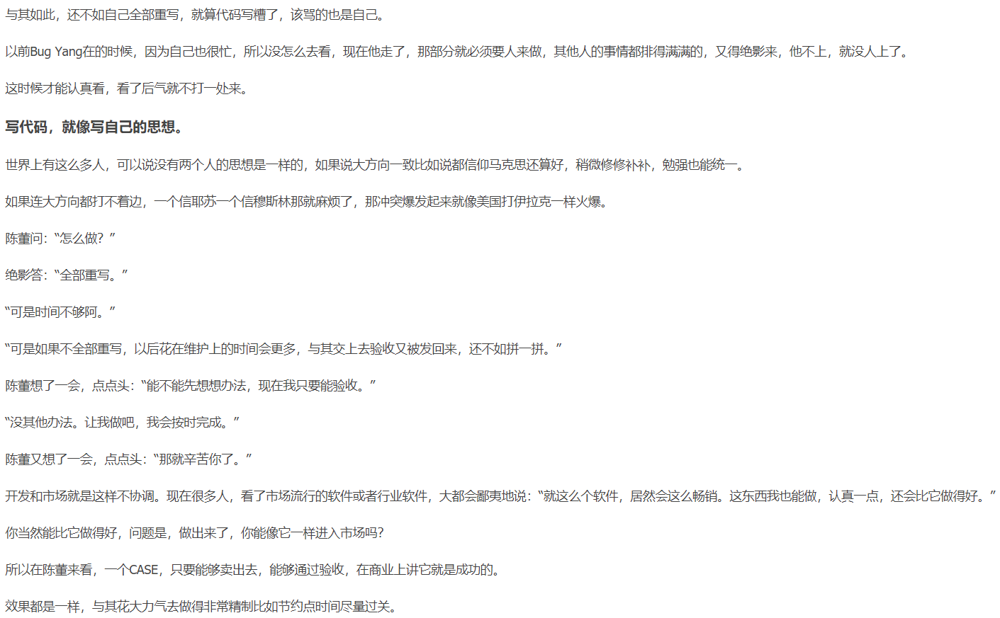 与其如此，还不如自己全部重写，就算代码写糟了，该骂的也是自己。
以前Bug Yang在的时候，因为自己也很忙，所以没怎么去看，现在他走了，那部分就必须要人来做，其他人的事情都排得满满的，又得绝影来，他不上，就没人上了。
这时候才能认真看，看了后气就不打一处来。
写代码，就像写自己的思想。
世界上有这么多人，可以说没有两个人的思想是一样的，如果说大方向一致比如说都信仰马克思还算好，稍微修修补补，勉强也能统一。
如果连大方向都打不着边，一个信耶苏一个信穆斯林那就麻烦了，那冲突爆发起来就像美国打伊拉克一样火爆。
陈董问：“怎么做？”
绝影答：“全部重写。”
“可是时间不够阿。”
“可是如果不全部重写，以后花在维护上的时间会更多，与其交上去验收又被发回来，还不如拼一拼。”
陈董想了一会，点点头：“能不能先想想办法，现在我只要能验收。”
“没其他办法。让我做吧，我会按时完成。”
陈董又想了一会，点点头：“那就辛苦你了。”
开发和市场就是这样不协调。现在很多人，看了市场流行的软件或者行业软件，大都会鄙夷地说：“就这么个软件，居然会这么畅销。这东西我也能做，认真一点，还会比它做得好。”
你当然能比它做得好，问题是，做出来了，你能像它一样进入市场吗？
所以在陈董来看，一个CASE，只要能够卖出去，能够通过验收，在商业上讲它就是成功的。
效果都是一样，与其花大力气去做得非常精制比如节约点时间尽量过关。